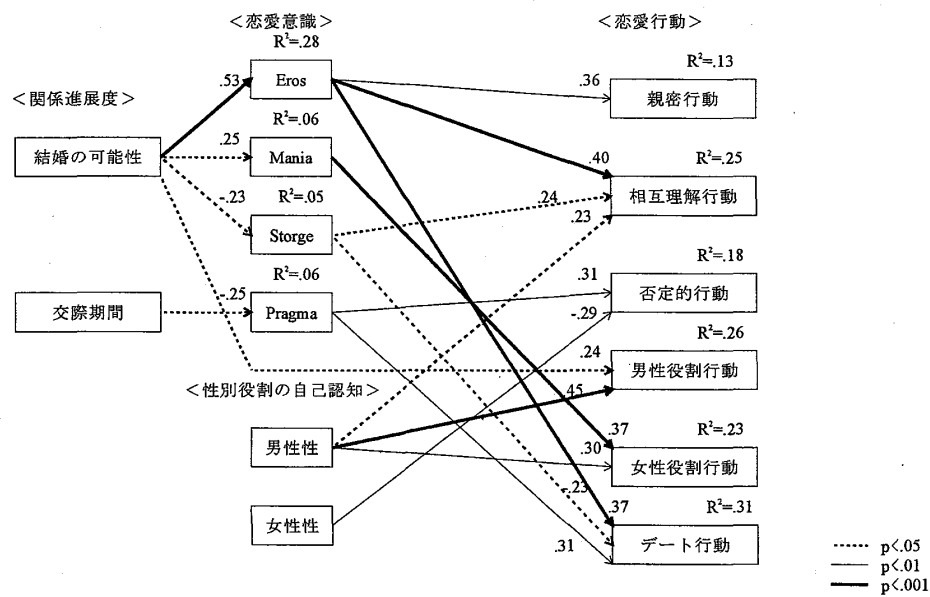 ＜恋愛意識＞
＜恋愛行動＞
R²=.28
R²=.13
Eros
.53
.36
親密行動
＜関係進展度＞
R²=.06
R²=.25
.25
結婚の可能性
Mania
.40
相互理解行動
-.23
R²=.05
.24
.23
Storge
R²=.18
R²=.06
.31
否定的行動
-.25
交際期間
Pragma
-.29
R²=.26
.24
男性役割行動
＜性別役割の自己認知＞
.45
R²=.23
.37
男性性
.30
女性役割行動
-.23
R²=.31
.37
女性性
.31
デート行動
p<.05
p<.01
p<.001